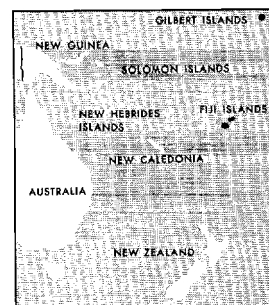 GILBERT ISLANDS
NEW GUINEA
SOLOMON ISLANDS
NEW HEBRIDES
ISLANDS
FIJI ISLANDS
NEW CALEDONIA
AUSTRALIA
NEW ZEALAND